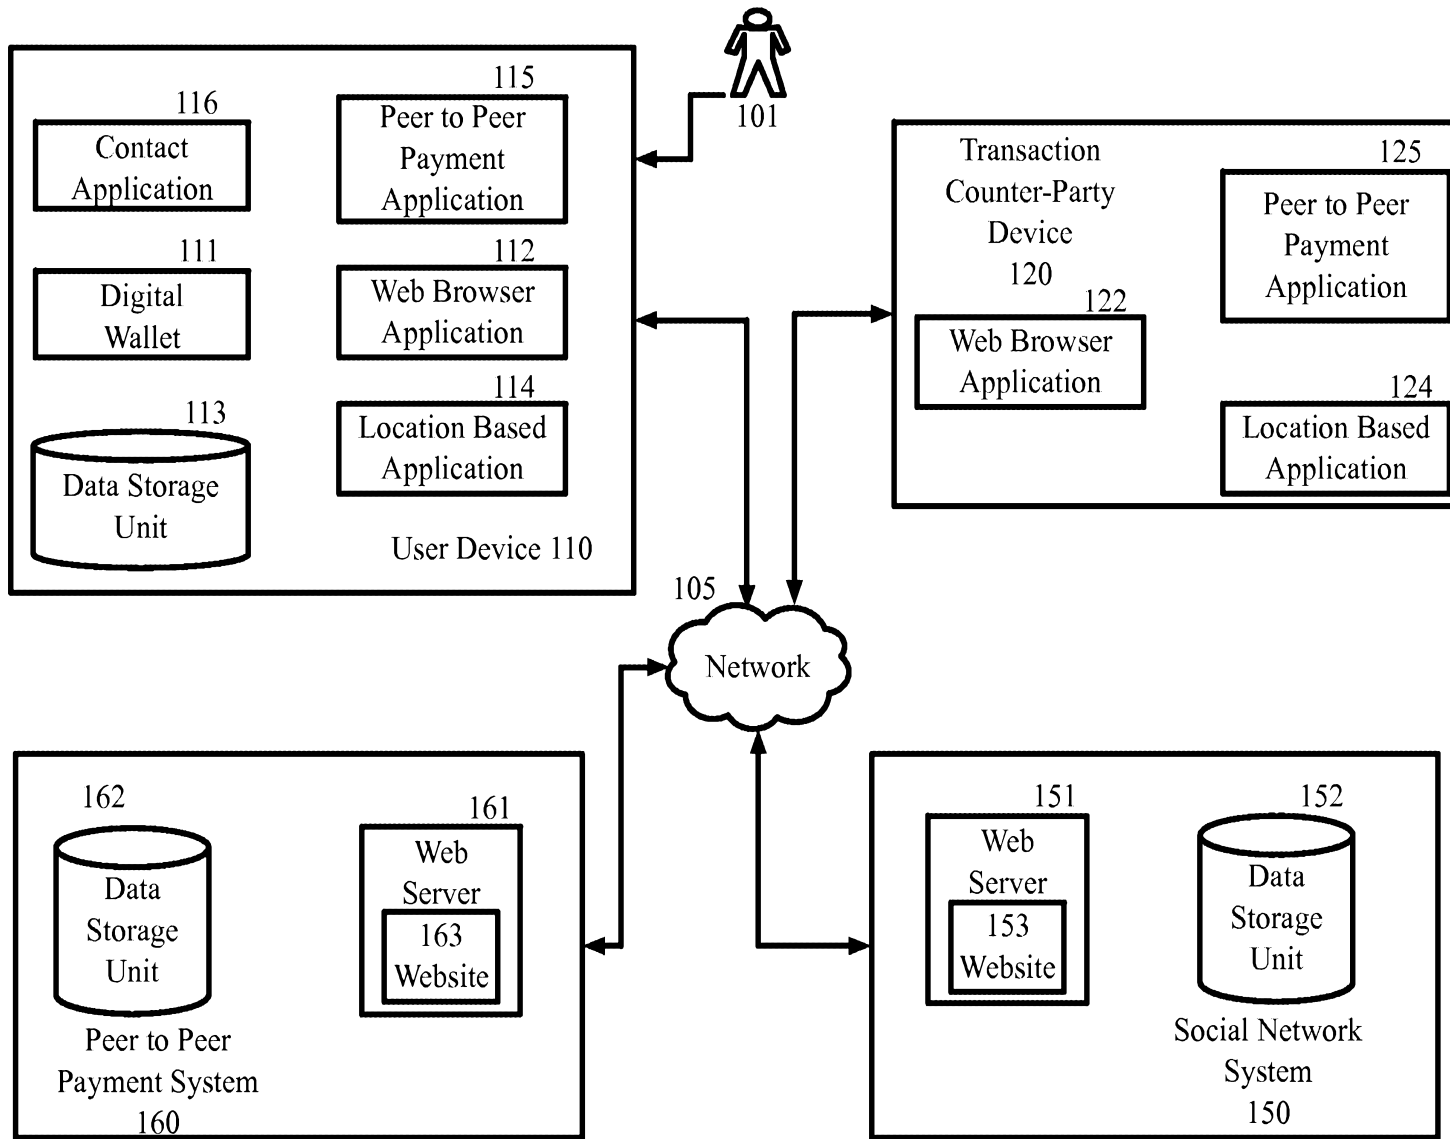 101
116
Contact
Application
115
Peer to Peer
Payment
Application
111
Digital
Wallet
112
Web Browser
Application
113
Data Storage
Unit
114
Location Based
Application
User Device 110
Transaction
Counter-Party
Device
120
125
Peer to Peer
Payment
Application
122
Web Browser
Application
124
Location Based
Application
105
Network
162
Data
Storage
Unit
161
Web
Server
163
Website
Peer to Peer
Payment System
160
151
Web
Server
153
Website
152
Data
Storage
Unit
Social Network
System
150